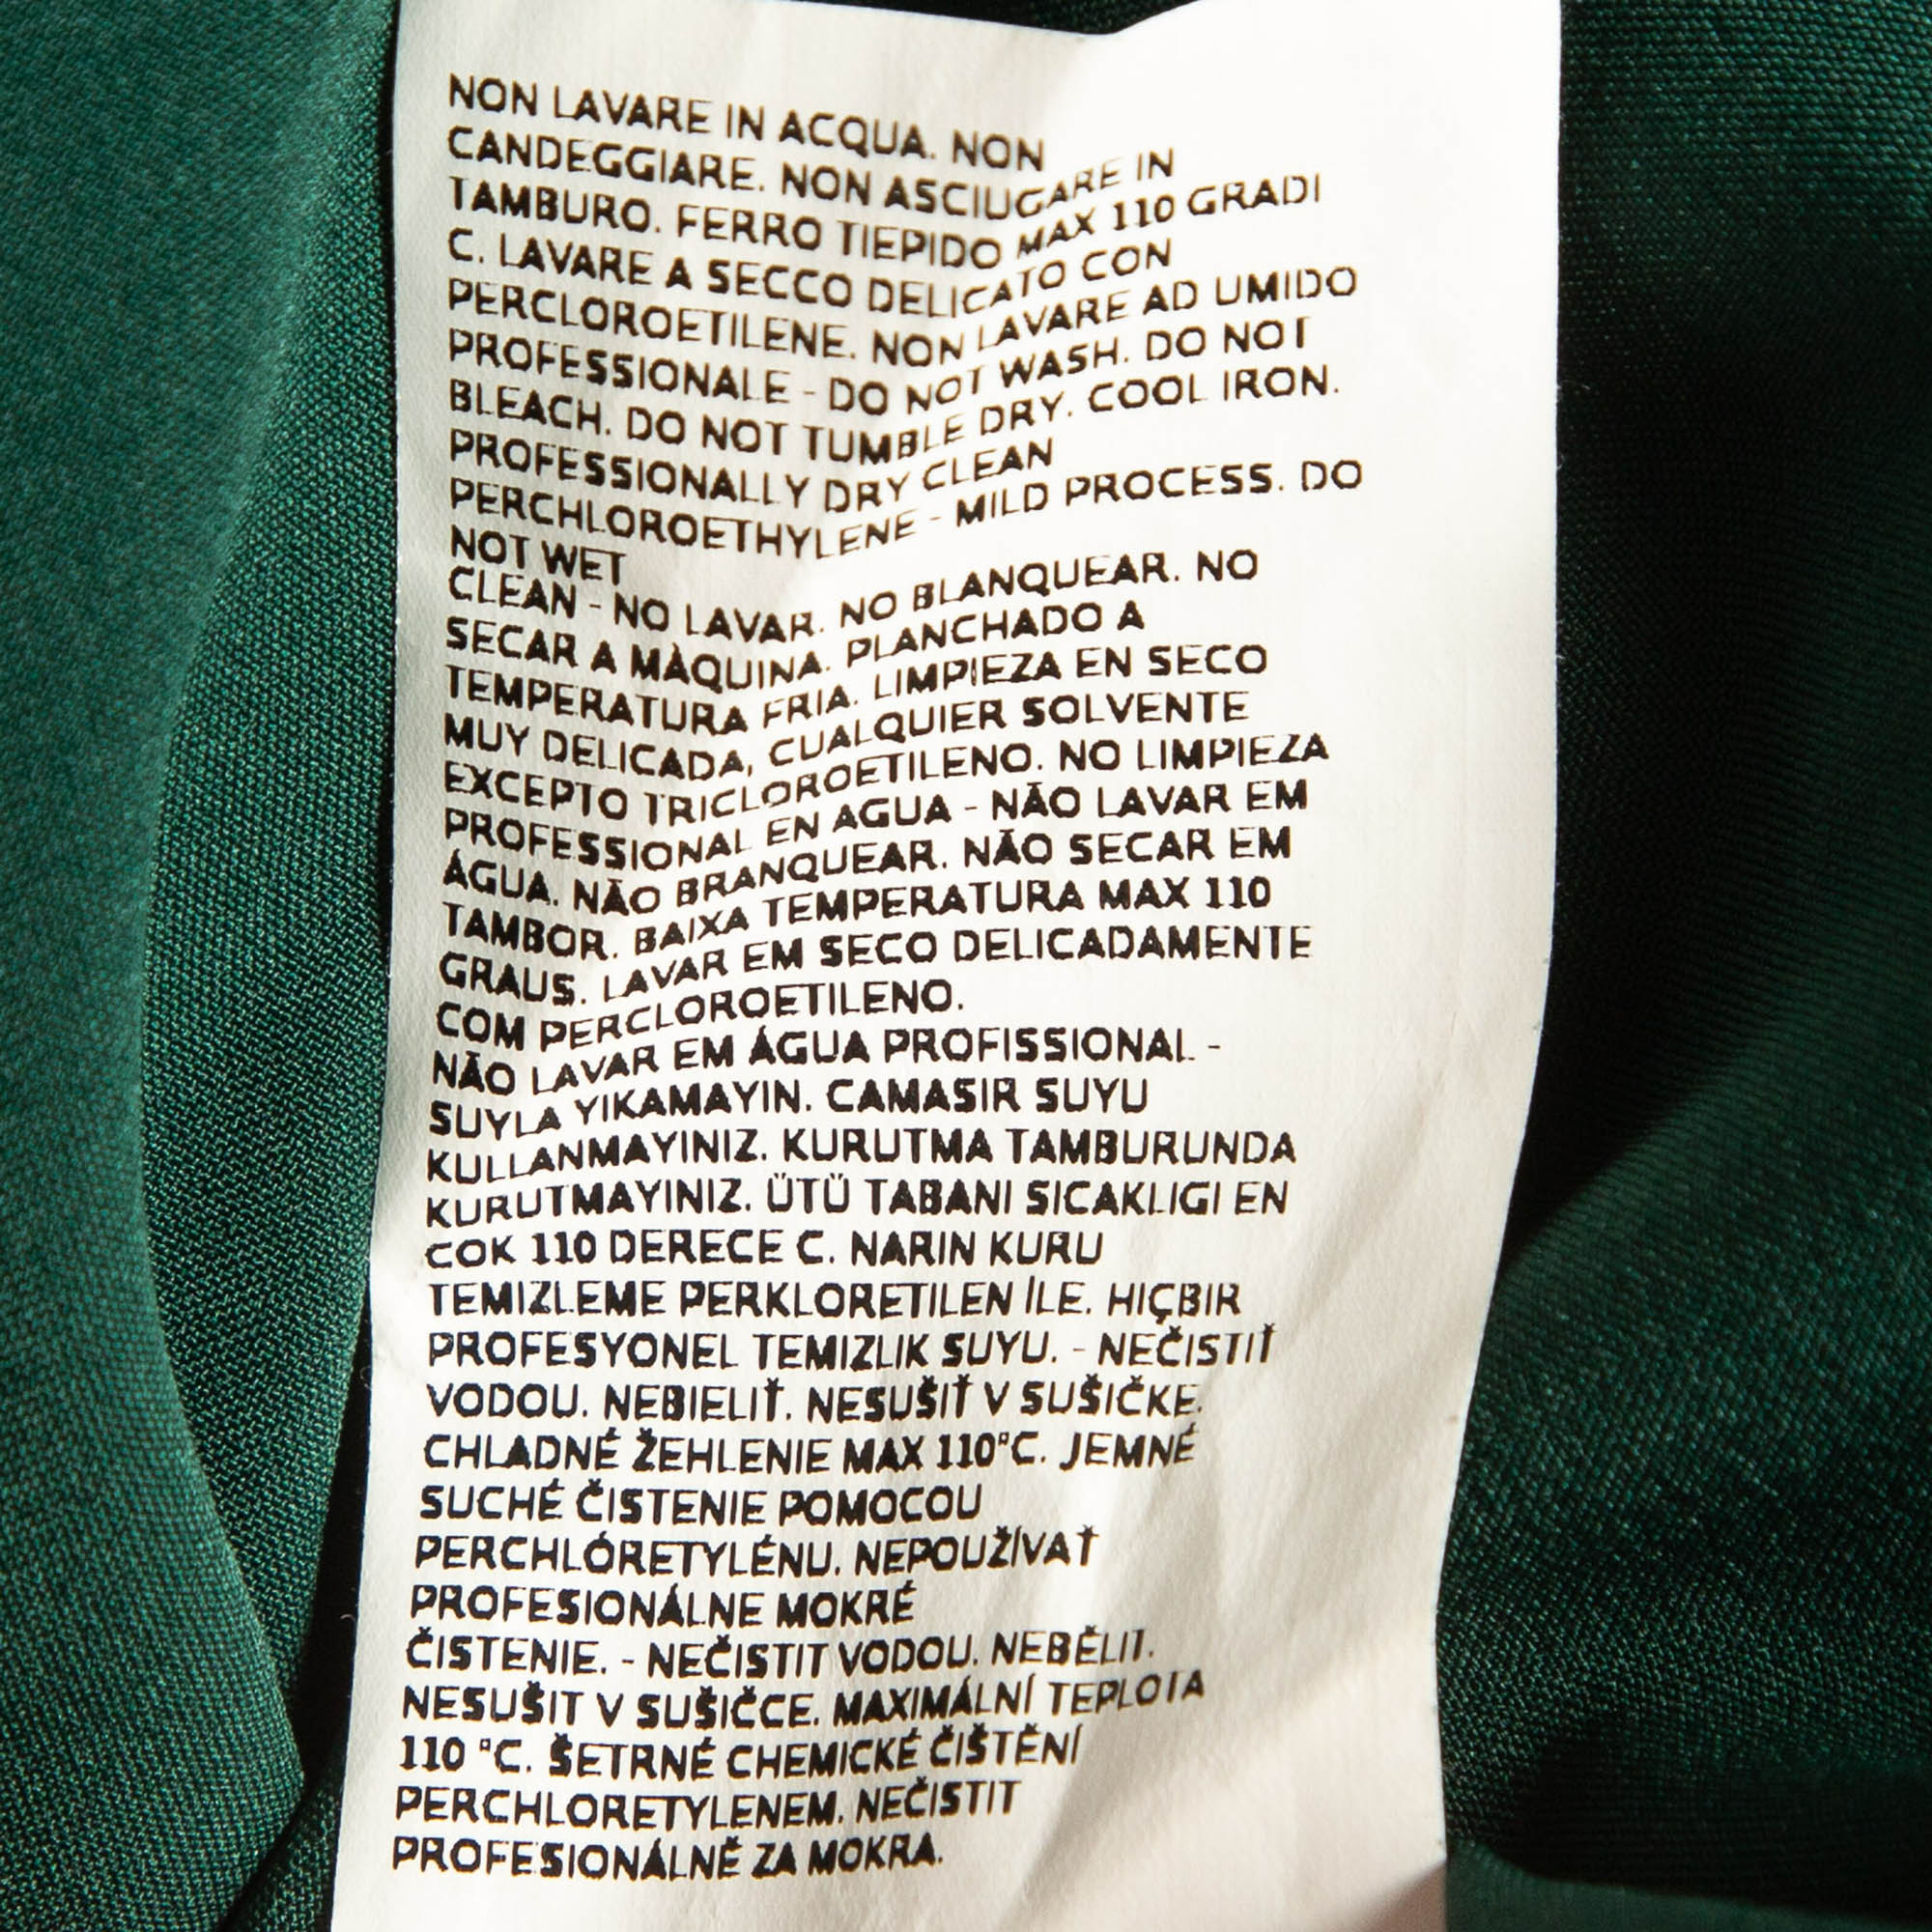 NON LAVARE IN ACQUA. NON
CANDEGGIARE. NON ASCIUGARE IN
TAMBURO. FERRO TIEPIDO MAX 110 GRADI
C. LAVARE A SECCO DELICATO CON
PERCLOROETILENE. NON LAVARE AD UMIDO
PROFESSIONALE - DO NOT WASH. DO NOT
BLEACH. DO NOT TUMBLE DRY. COOL IRON.
PROFESSIONALLY DRY CLEAN
PERCHLOROETHYLENE - MILD PROCESS. DO
NOT WET
CLEAN - NO LAVAR. NO BLANQUEAR. NO
SECAR A MÀQUINA. PLANCHADO A
TEMPERATURA FRIA. LIMPIEZA EN SECO
MUY DELICADA, CUALQUIER SOLVENTE
EXCEPTO TRICLOROETILENO. NO LIMPIEZA
PROFESSIONAL EN AGUA - NÃO LAVAR EM
ÁGUA. NÃO BRANQUEAR. NÃO SECAR EM
TAMBOR. BAIXA TEMPERATURA MAX 110
GRAUS. LAVAR EM SECO DELICADAMENTE
COM PERCLOROETILENO.
NÃO LAVAR EM ÁGUA PROFISSIONAL -
SUYLA YIKAMAYIN. CAMASIR SUYU
KULLANMAYINIZ. KURUTMA TAMBURUNDA
KURUTMAYINIZ. ÜTÜ TABANI SICAKLIGI EN
COK 110 DERECE C. NARIN KURU
TEMIZLEME PERKLORETILEN İLE. HIÇBIR
PROFESYONEL TEMIZLIK SUYU. - NEČISTIŤ
VODOU. NEBIELIŤ. NESUŠIŤ V SUŠIČKE.
CHLADNÉ ŽEHLENIE MAX 110°C. JEMNÉ
SUCHÉ ČISTENIE POMOCOU
PERCHLÓRETYLÉNU. NEPOUŽÍVAŤ
PROFESIONÁLNE MOKRÉ
ČISTENIE. - NEČISTIT VODOU. NEBĚLIT.
NESUŠIT V SUŠIČCE. MAXIMÁLNÍ TEPLOTA
110 °C. ŠETRNÉ CHEMICKÉ ČIŠTĚNÍ
PERCHLORETYLENEM. NEČISTIT
PROFESIONÁLNĚ ZA MOKRA.